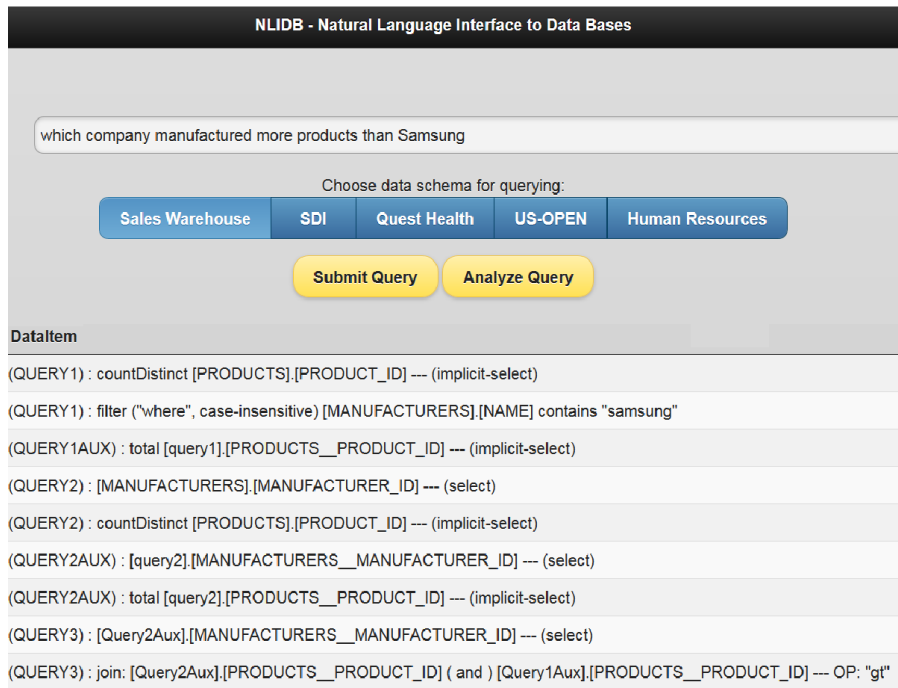 NLIDB - Natural Language Interface to Data Bases
which company manufactured more products than Samsung
Choose data schema for querying:
Sales Warehouse SDI Quest Health US-OPEN Human Resources
Submit Query Analyze Query
DataItem
(QUERY1) : countDistinct [PRODUCTS].[PRODUCT_ID] --- (implicit-select)
(QUERY1) : filter ("where", case-insensitive) [MANUFACTURERS].[NAME] contains "samsung"
(QUERY1AUX) : total [query1].[PRODUCTS__PRODUCT_ID] --- (implicit-select)
(QUERY2) : [MANUFACTURERS].[MANUFACTURER_ID] --- (select)
(QUERY2) : countDistinct [PRODUCTS].[PRODUCT_ID] --- (implicit-select)
(QUERY2AUX) : [query2].[MANUFACTURERS__MANUFACTURER_ID] --- (select)
(QUERY2AUX) : total [query2].[PRODUCTS__PRODUCT_ID] --- (implicit-select)
(QUERY3) : [Query2Aux].[MANUFACTURERS__MANUFACTURER_ID] --- (select)
(QUERY3) : join: [Query2Aux].[PRODUCTS__PRODUCT_ID] ( and ) [Query1Aux].[PRODUCTS__PRODUCT_ID] --- OP: "gt"